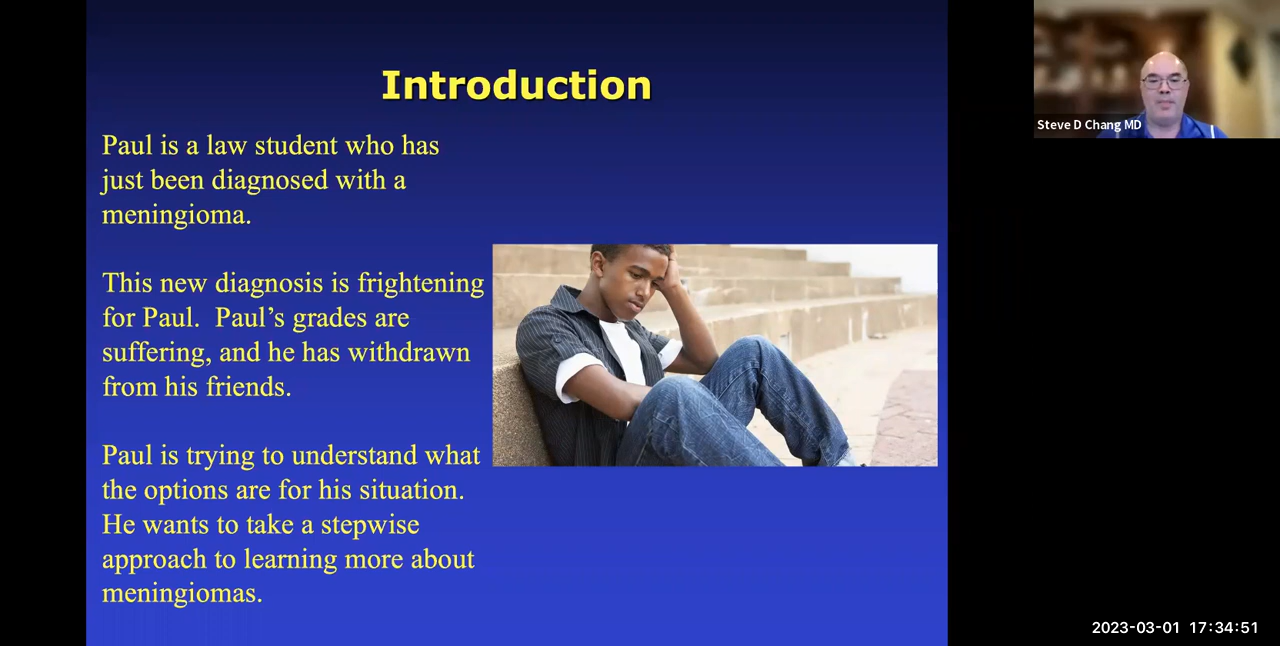 Introduction
Paul is a law student who has
just been diagnosed with a
meningioma.
This new diagnosis is frightening
for Paul.  Paul’s grades are
suffering, and he has withdrawn
from his friends.
Paul is trying to understand what
the options are for his situation.
He wants to take a stepwise
approach to learning more about
meningiomas.
Steve D Chang MD
2023-03-01 17:34:51